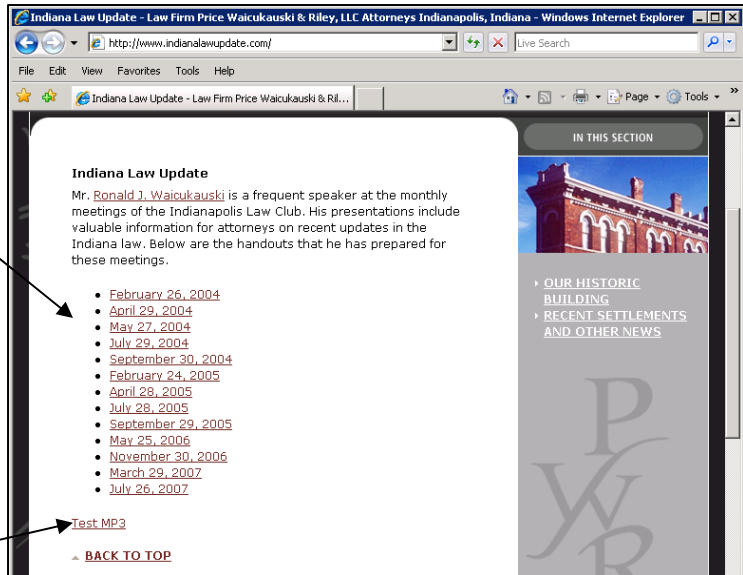 Indiana Law Update - Law Firm Price Waicukauski & Riley, LLC Attorneys Indianapolis, Indiana - Windows Internet Explorer
http://www.indianalawupdate.com/
Live Search
File Edit View Favorites Tools Help
Indiana Law Update - Law Firm Price Waicukauski & Ril...
Page Tools »
IN THIS SECTION
Indiana Law Update
Mr. Ronald J. Waicukauski is a frequent speaker at the monthly
meetings of the Indianapolis Law Club. His presentations include
valuable information for attorneys on recent updates in the
Indiana law. Below are the handouts that he has prepared for
these meetings.
• February 26, 2004
• April 29, 2004
• May 27, 2004
• July 29, 2004
• September 30, 2004
• February 24, 2005
• April 28, 2005
• July 28, 2005
• September 29, 2005
• May 25, 2006
• November 30, 2006
• March 29, 2007
• July 26, 2007
Test MP3
BACK TO TOP
OUR HISTORIC
BUILDING
RECENT SETTLEMENTS
AND OTHER NEWS
P
W
R